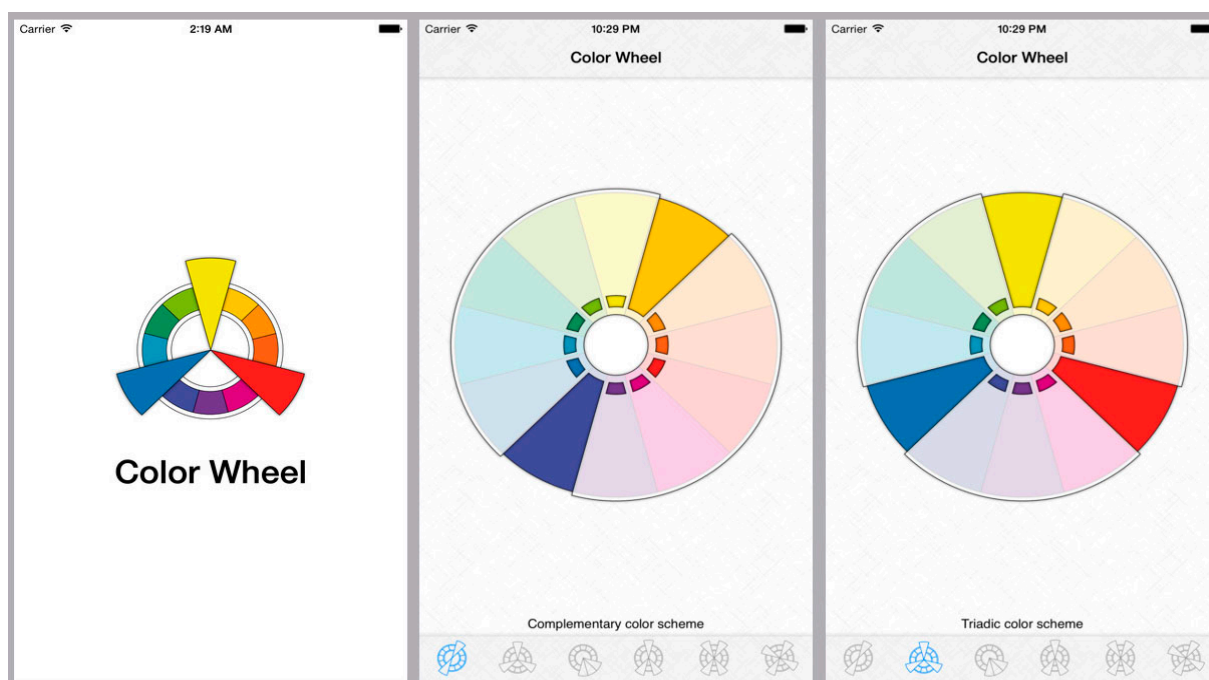 Carrier 2:19 AM
Color Wheel
Carrier 10:29 PM
Color Wheel
Complementary color scheme
Carrier 10:29 PM
Color Wheel
Triadic color scheme